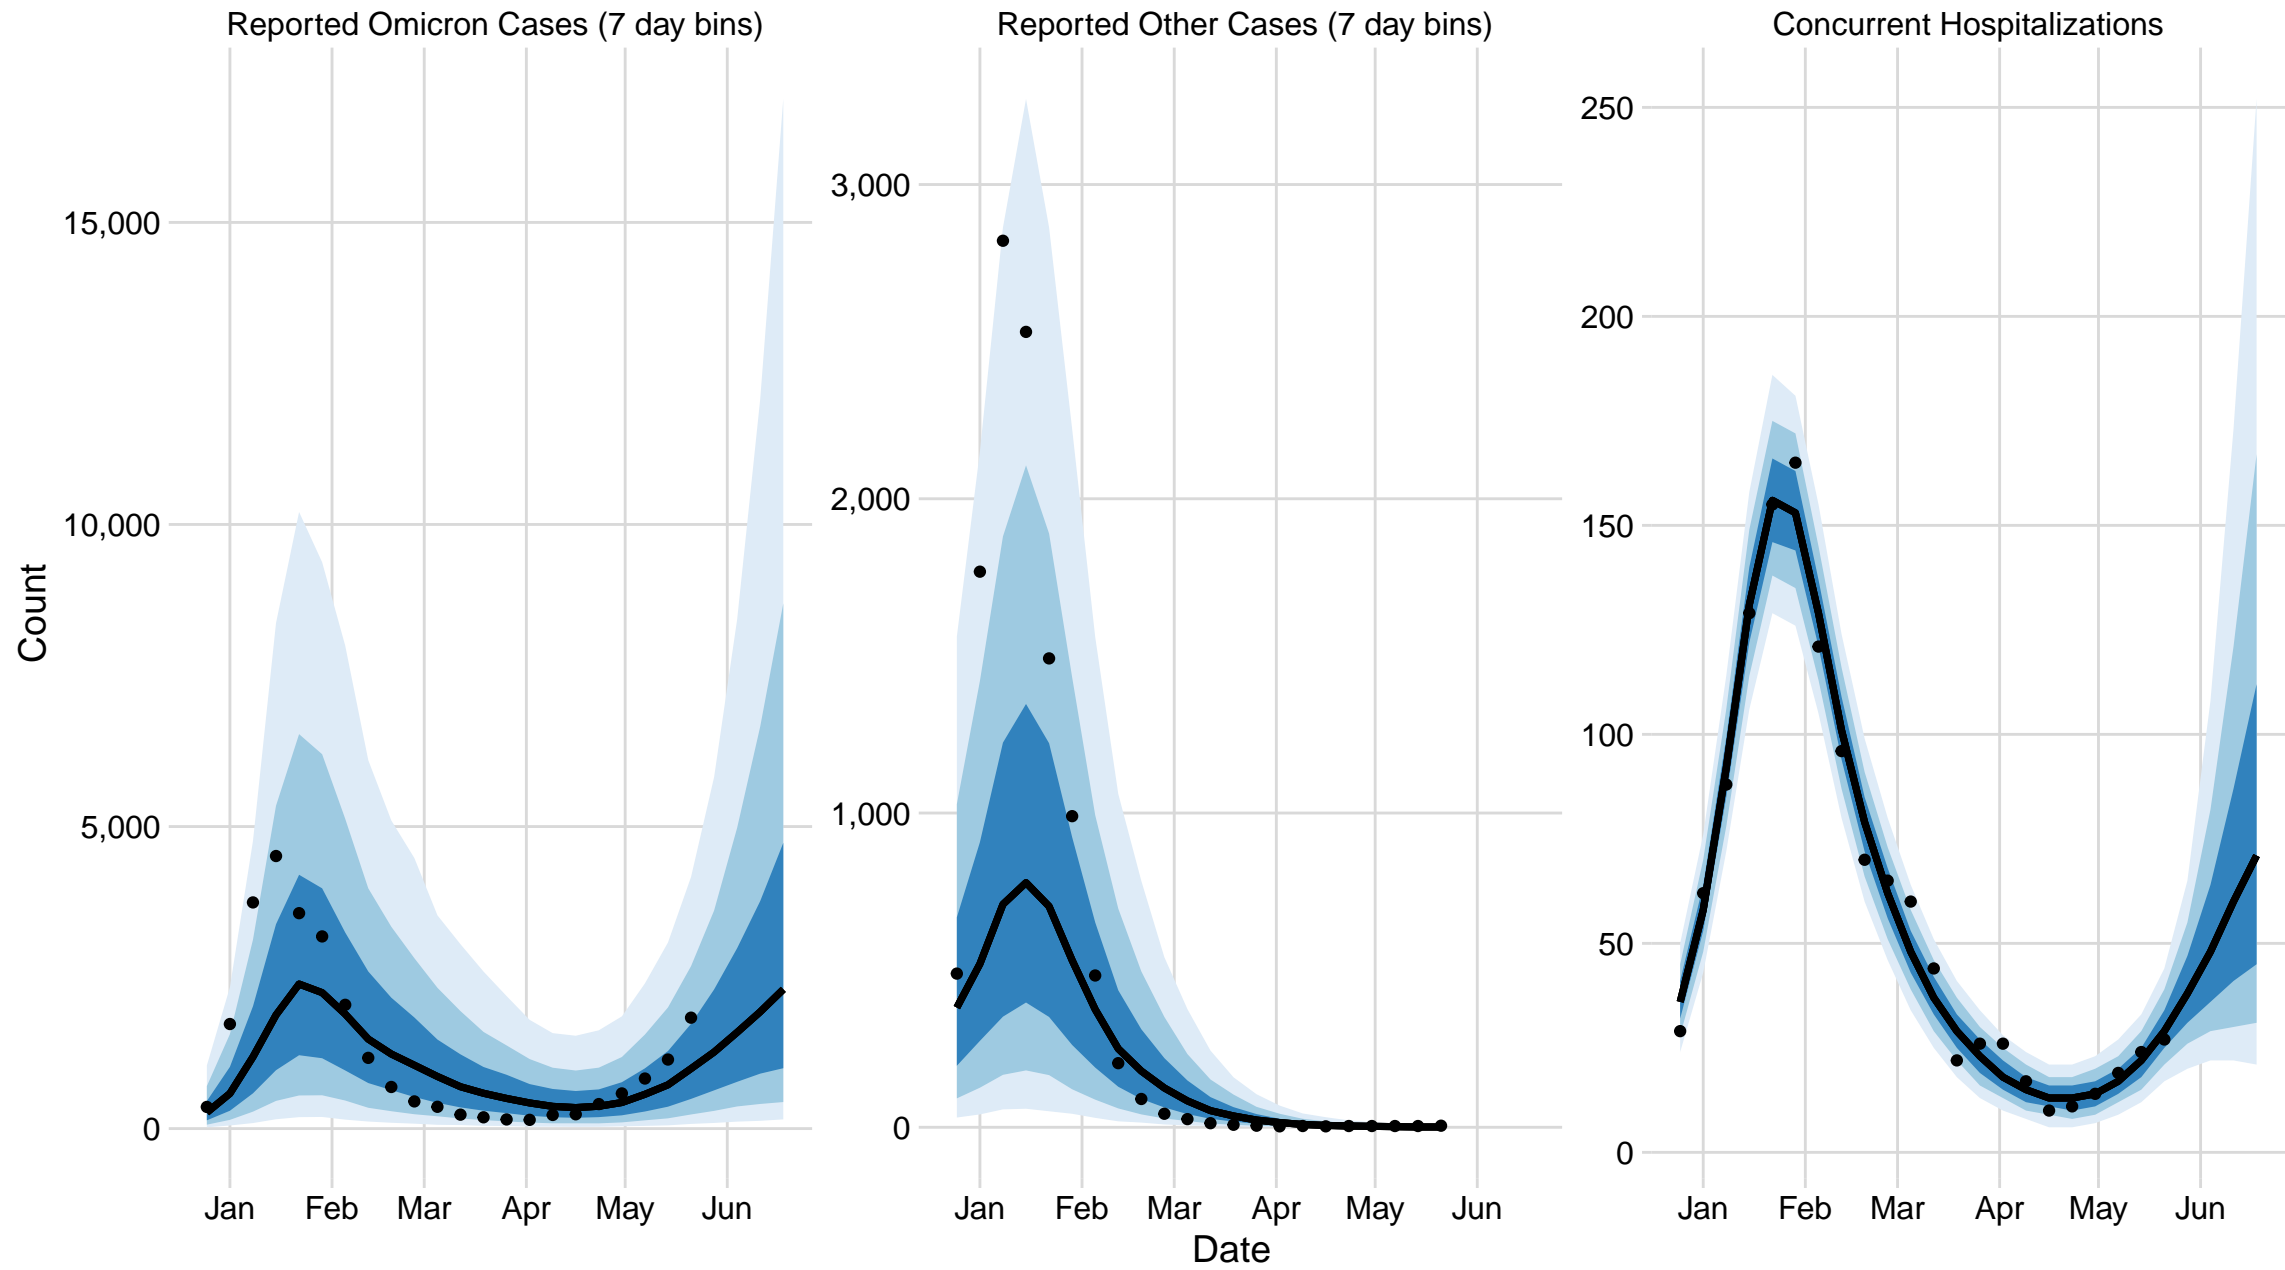 Reported Omicron Cases (7 day bins)
Reported Other Cases (7 day bins)
Concurrent Hospitalizations
Count
15,000
10,000
5,000
0
3,000
2,000
1,000
0
250
200
150
100
50
0
Jan Feb Mar Apr May Jun
Jan Feb Mar Apr May Jun
Jan Feb Mar Apr May Jun
Date